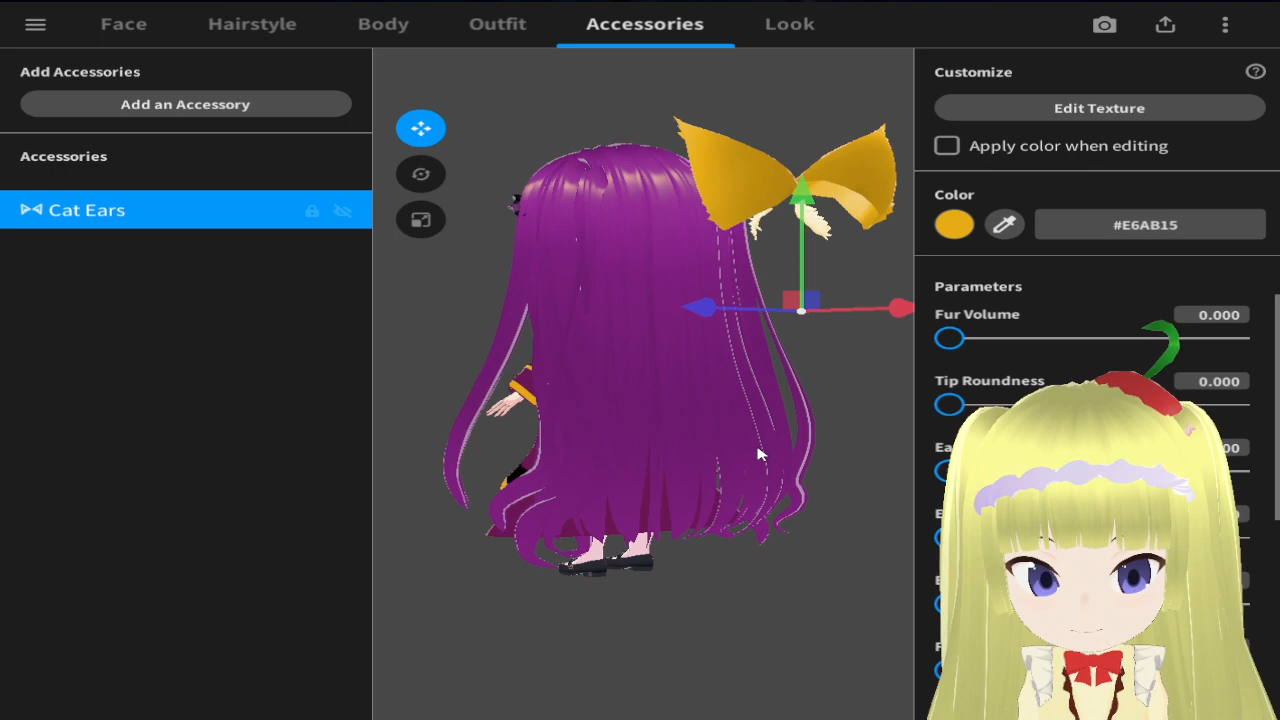 Face Hairstyle Body Outfit Accessories Look
Add Accessories
Add an Accessory
Accessories
Cat Ears
Customize
Edit Texture
Apply color when editing
Color
#E6AB15
Parameters
Fur Volume 0.000
Tip Roundness 0.000